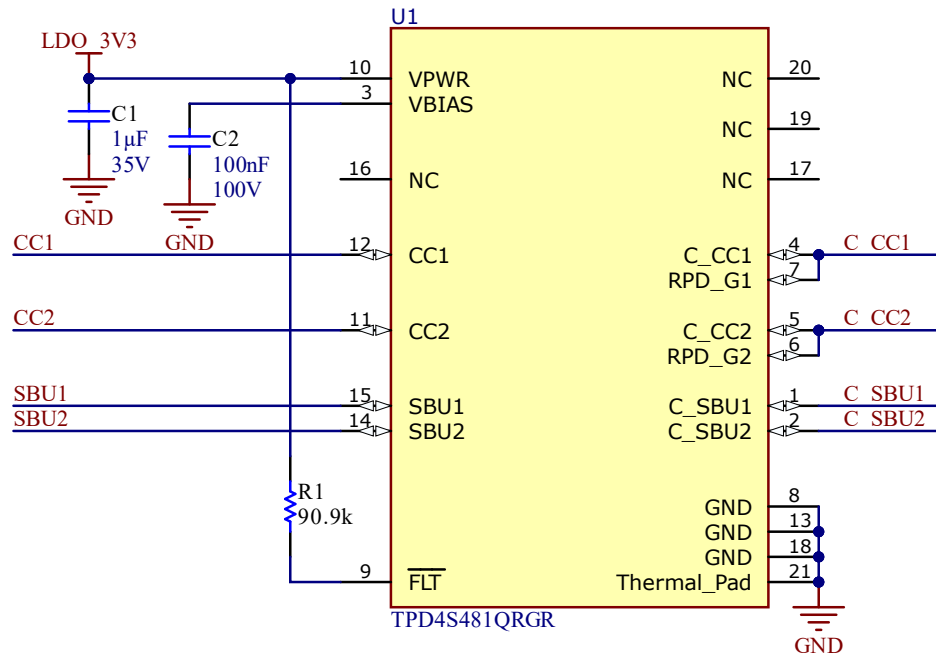 U1
LDO_3V3
10 VPWR NC 20
3 VBIAS
C1
1µF
35V
C2
100nF
100V
NC 19
16 NC NC 17
GND
GND
CC1 12 CC1 C_CC1 4 C_CC1
RPD_G1 7
CC2 11 CC2 C_CC2 5 C_CC2
RPD_G2 6
SBU1 15 SBU1 C_SBU1 1 C_SBU1
SBU2 14 SBU2 C_SBU2 2 C_SBU2
R1
90.9k
GND 8
GND 13
GND 18
9 FLT Thermal_Pad 21
TPD4S481QRGR
GND